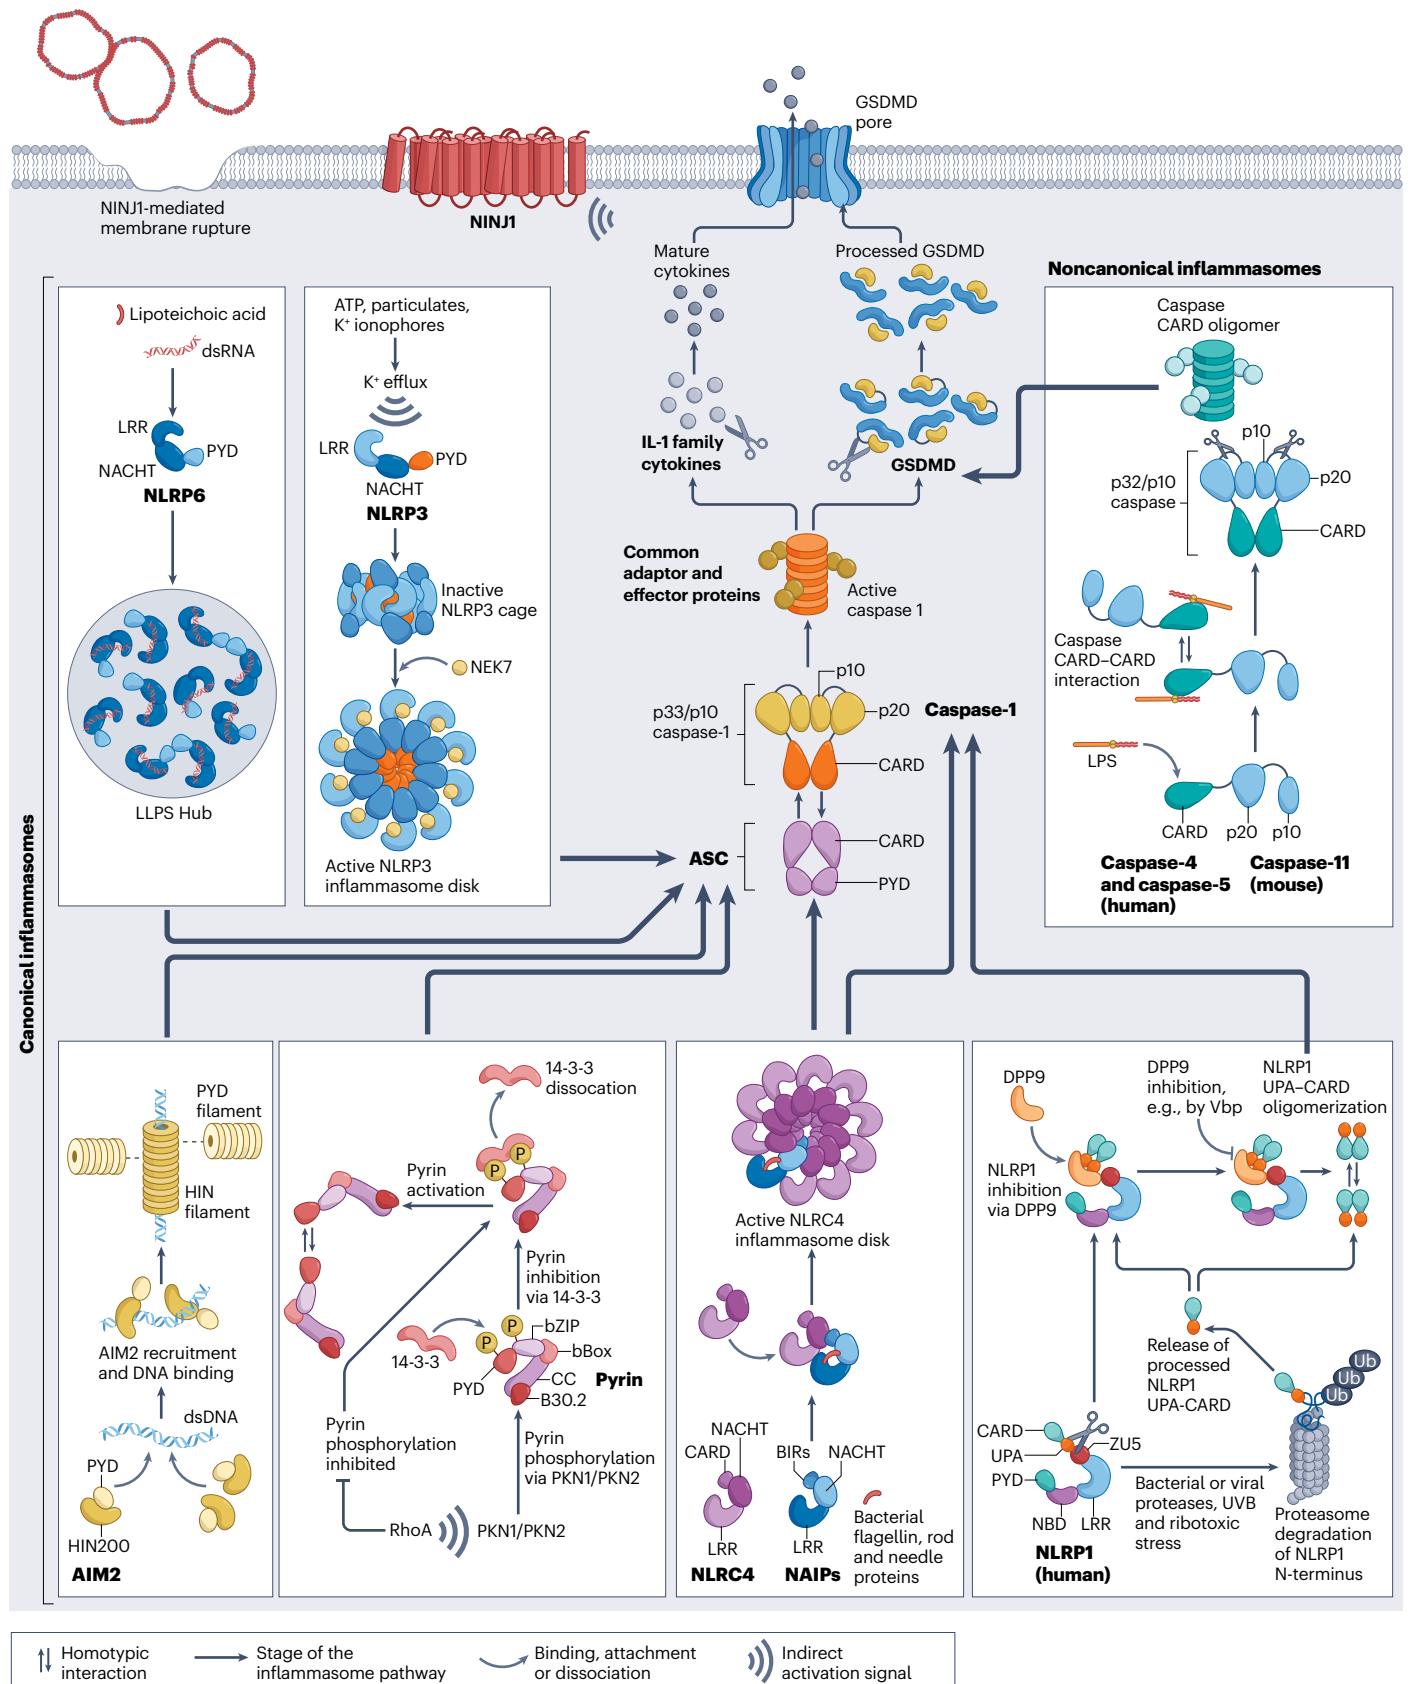 GSDMD
pore
NINJ1-mediated
membrane rupture
NINJ1
Mature
cytokines
Processed GSDMD
Noncanonical inflammasomes
Canonical inflammasomes
Lipoteichoic acid
dsRNA
LRR
PYD
NACHT
NLRP6
LLPS Hub
ATP, particulates,
K+ ionophores
K+ efflux
LRR
PYD
NACHT
NLRP3
Inactive
NLRP3 cage
NEK7
Active NLRP3
inflammasome disk
IL-1 family
cytokines
GSDMD
Common
adaptor and
effector proteins
Active
caspase 1
p10
p33/p10
caspase-1
p20
Caspase-1
CARD
ASC
CARD
PYD
Caspase
CARD oligomer
p10
p32/p10
caspase
p20
CARD
Caspase
CARD–CARD
interaction
LPS
CARD
p20
p10
Caspase-4
and caspase-5
(human)
Caspase-11
(mouse)
PYD
filament
HIN
filament
AIM2 recruitment
and DNA binding
dsDNA
PYD
HIN200
AIM2
14-3-3
dissocation
P
P
Pyrin
activation
Pyrin
inhibition
via 14-3-3
14-3-3
P
P
bZIP
bBox
CC
B30.2
PYD
Pyrin
Pyrin
phosphorylation
inhibited
Pyrin
phosphorylation
via PKN1/PKN2
RhoA
PKN1/PKN2
Active NLRC4
inflammasome disk
NACHT
CARD
LRR
NLRC4
BIRs
NACHT
LRR
NAIPs
Bacterial
flagellin, rod
and needle
proteins
DPP9
NLRP1
inhibition
via DPP9
DPP9
inhibition,
e.g., by Vbp
NLRP1
UPA–CARD
oligomerization
Release of
processed
NLRP1
UPA-CARD
Ub
Ub
Ub
CARD
UPA
PYD
ZU5
NBD
LRR
NLRP1
(human)
Bacterial or viral
proteases, UVB
and ribotoxic
stress
Proteasome
degradation
of NLRP1
N-terminus
Homotypic
interaction
Stage of the
inflammasome pathway
Binding, attachment
or dissociation
Indirect
activation signal